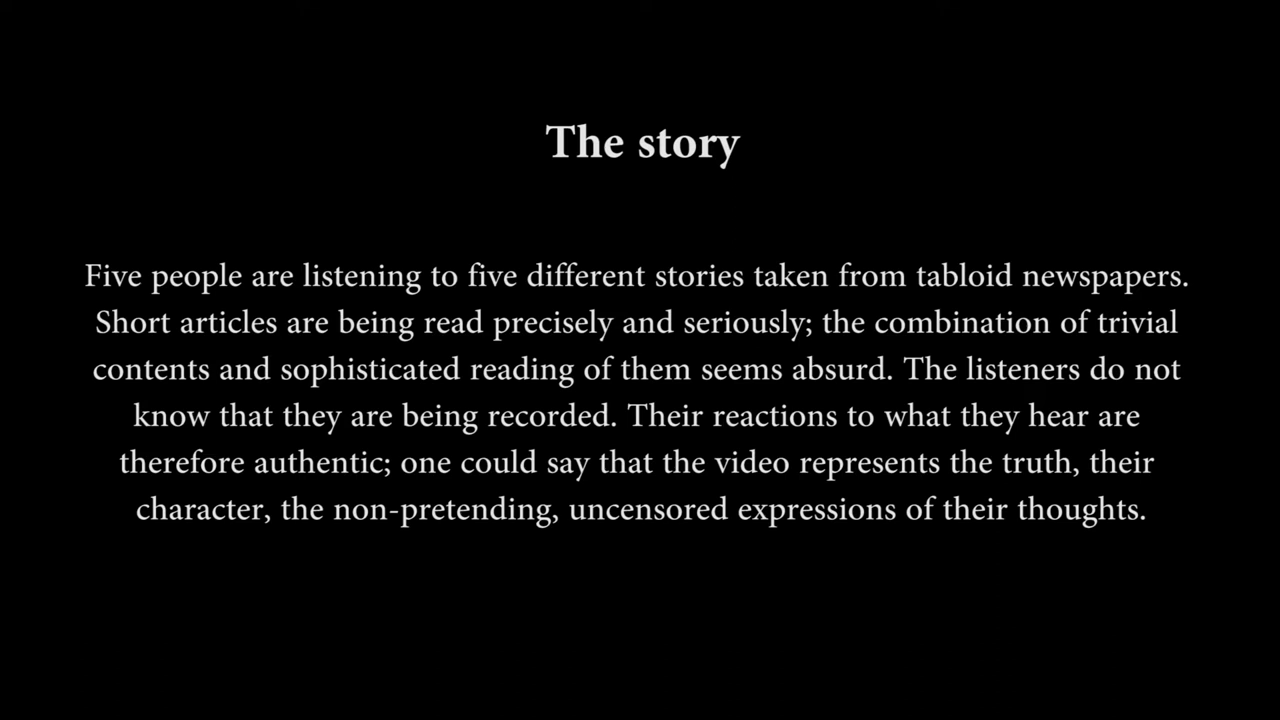 The story
Five people are listening to five different stories taken from tabloid newspapers.
Short articles are being read precisely and seriously; the combination of trivial
contents and sophisticated reading of them seems absurd. The listeners do not
know that they are being recorded. Their reactions to what they hear are
therefore authentic; one could say that the video represents the truth, their
character, the non-pretending, uncensored expressions of their thoughts.